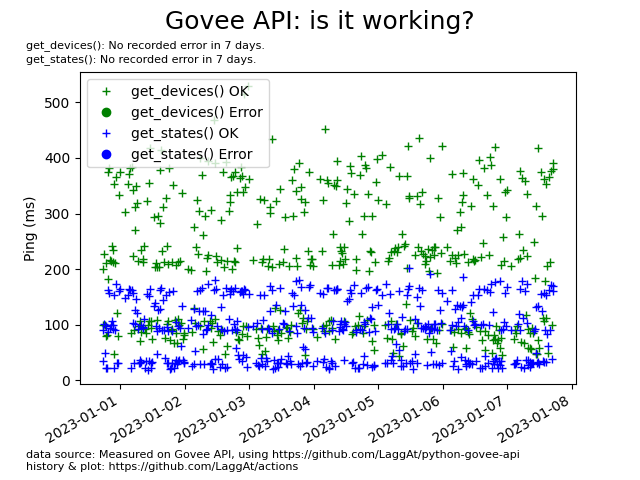 Govee API: is it working?
get_devices(): No recorded error in 7 days.
get_states(): No recorded error in 7 days.
get_devices() OK
get_devices() Error
get_states() OK
get_states() Error
Ping (ms)
500
400
300
200
100
0
2023-01-01
2023-01-02
2023-01-03
2023-01-04
2023-01-05
2023-01-06
2023-01-07
2023-01-08
data source: Measured on Govee API, using https://github.com/LaggAt/python-govee-api
history & plot: https://github.com/LaggAt/actions